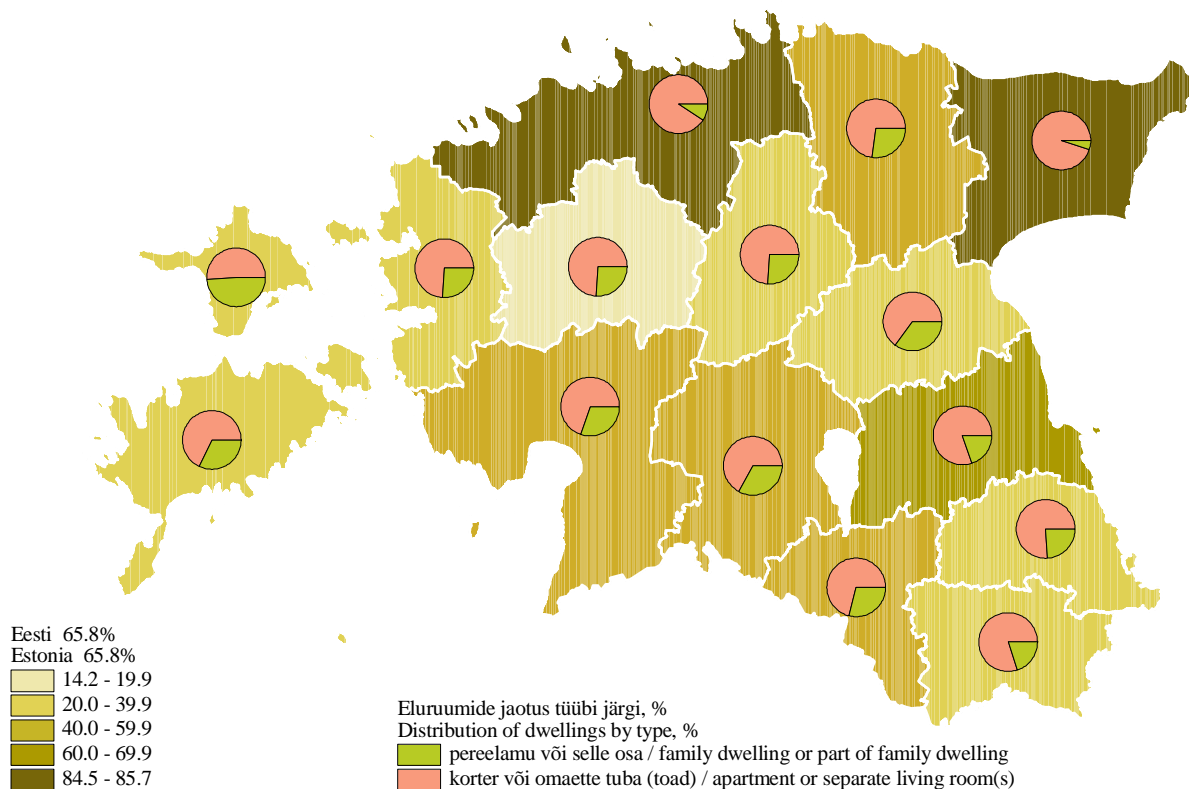 Eesti 65.8%
Estonia 65.8%
14.2 - 19.9
20.0 - 39.9
40.0 - 59.9
60.0 - 69.9
84.5 - 85.7
Eluruumide jaotus tüübi järgi, %
Distribution of dwellings by type, %
pereelamu või selle osa / family dwelling or part of family dwelling
korter või omaette tuba (toad) / apartment or separate living room(s)